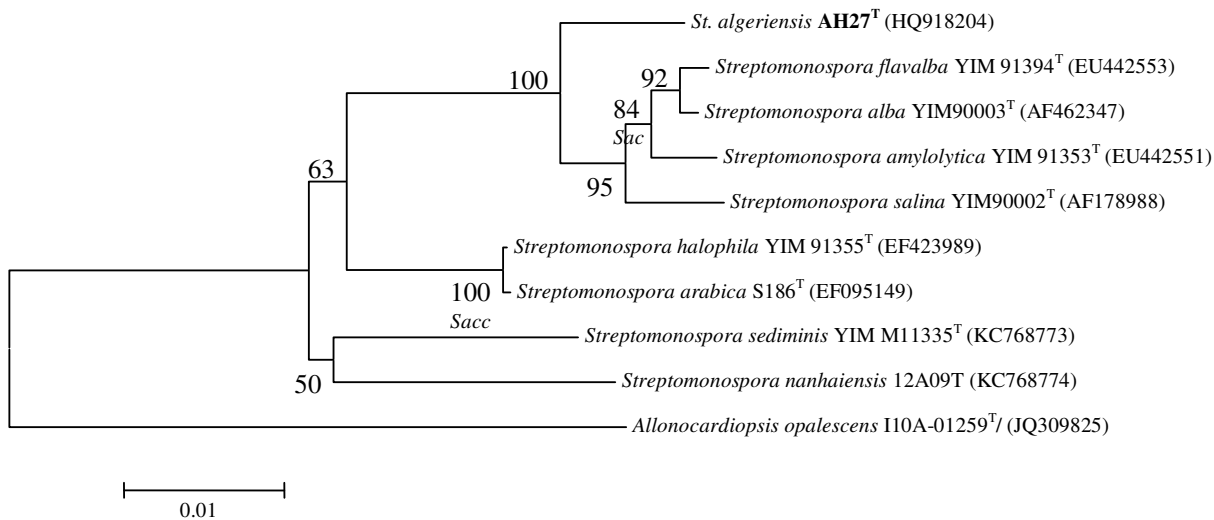 St. algeriensis AH27T (HQ918204)
100
Streptomonospora flavalba YIM 91394T (EU442553)
92
Streptomonospora alba YIM90003T (AF462347)
84
Sac
Streptomonospora amylolytica YIM 91353T (EU442551)
63
95
Streptomonospora salina YIM90002T (AF178988)
Streptomonospora halophila YIM 91355T (EF423989)
100
Streptomonospora arabica S186T (EF095149)
Sacc
Streptomonospora sediminis YIM M11335T (KC768773)
50
Streptomonospora nanhaiensis 12A09T (KC768774)
Allonocardiopsis opalescens I10A-01259T/ (JQ309825)
0.01